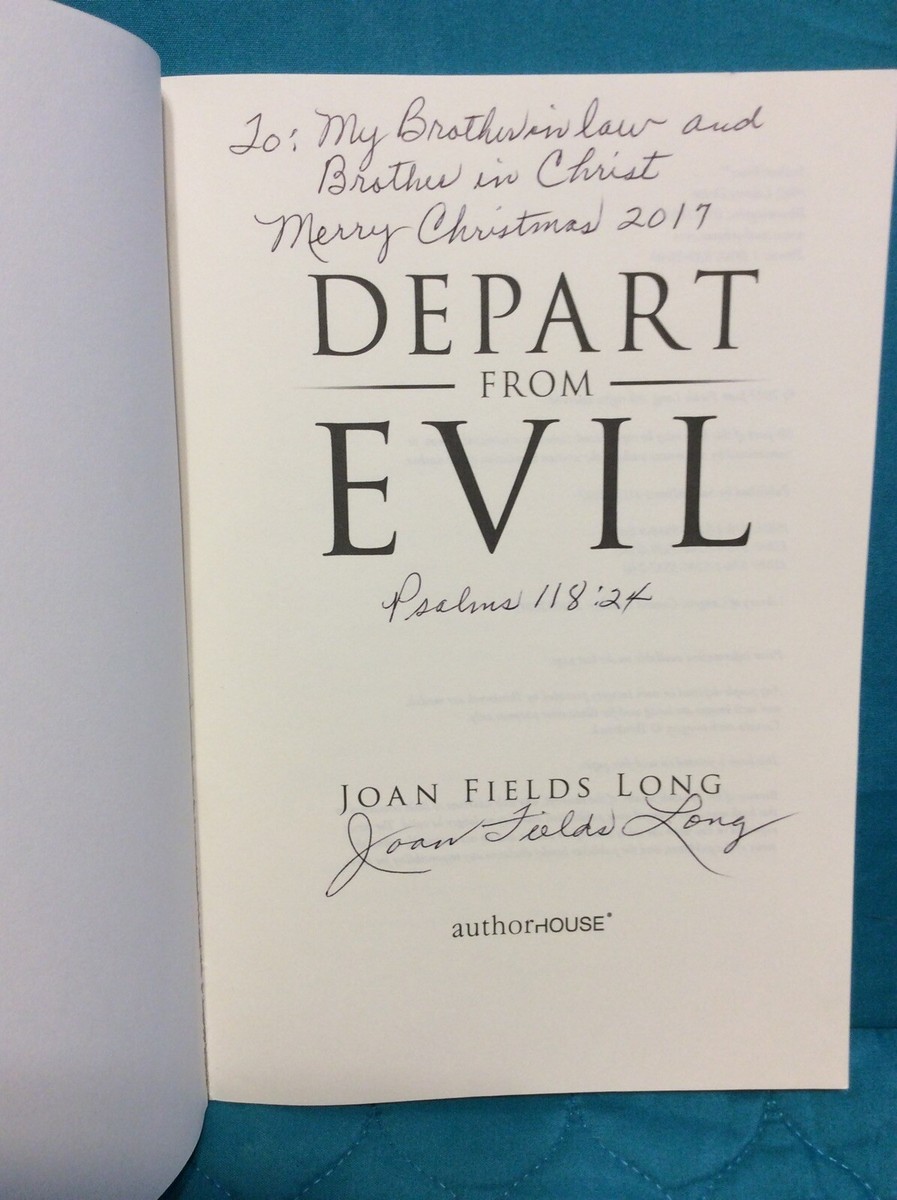 To: My Brother in law and
Brother in Christ
Merry Christmas 2017
DEPART
FROM
EVIL
Psalms 118:24
JOAN FIELDS LONG
Joan Fields Long
authorHOUSE®